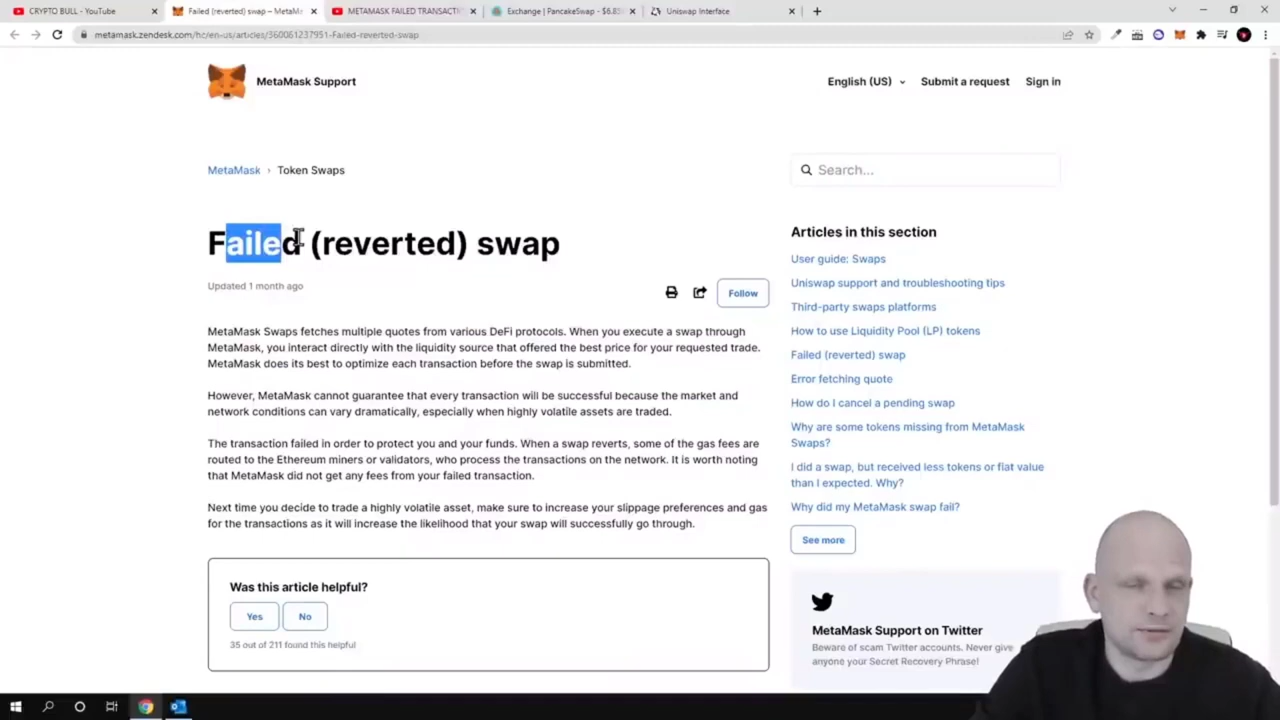 CRYPTO BULL - YouTube
Failed (reverted) swap – MetaM
METAMASK FAILED TRANSACTI
Exchange | PancakeSwap - $6.85
Uniswap Interface
metamask.zendesk.com/hc/en-us/articles/360061237951-Failed-reverted-swap
MetaMask Support
English (US)
Submit a request
Sign in
MetaMask › Token Swaps
Search...
Failed (reverted) swap
Updated 1 month ago
Follow
MetaMask Swaps fetches multiple quotes from various DeFi protocols. When you execute a swap through
MetaMask, you interact directly with the liquidity source that offered the best price for your requested trade.
MetaMask does its best to optimize each transaction before the swap is submitted.
However, MetaMask cannot guarantee that every transaction will be successful because the market and
network conditions can vary dramatically, especially when highly volatile assets are traded.
The transaction failed in order to protect you and your funds. When a swap reverts, some of the gas fees are
routed to the Ethereum miners or validators, who process the transactions on the network. It is worth noting
that MetaMask did not get any fees from your failed transaction.
Next time you decide to trade a highly volatile asset, make sure to increase your slippage preferences and gas
for the transactions as it will increase the likelihood that your swap will successfully go through.
Was this article helpful?
Yes
No
35 out of 211 found this helpful
Articles in this section
User guide: Swaps
Uniswap support and troubleshooting tips
Third-party swaps platforms
How to use Liquidity Pool (LP) tokens
Failed (reverted) swap
Error fetching quote
How do I cancel a pending swap
Why are some tokens missing from MetaMask
Swaps?
I did a swap, but received less tokens or fiat value
than I expected. Why?
Why did my MetaMask swap fail?
See more
MetaMask Support on Twitter
Beware of scam Twitter accounts. Never give
anyone your Secret Recovery Phrase!